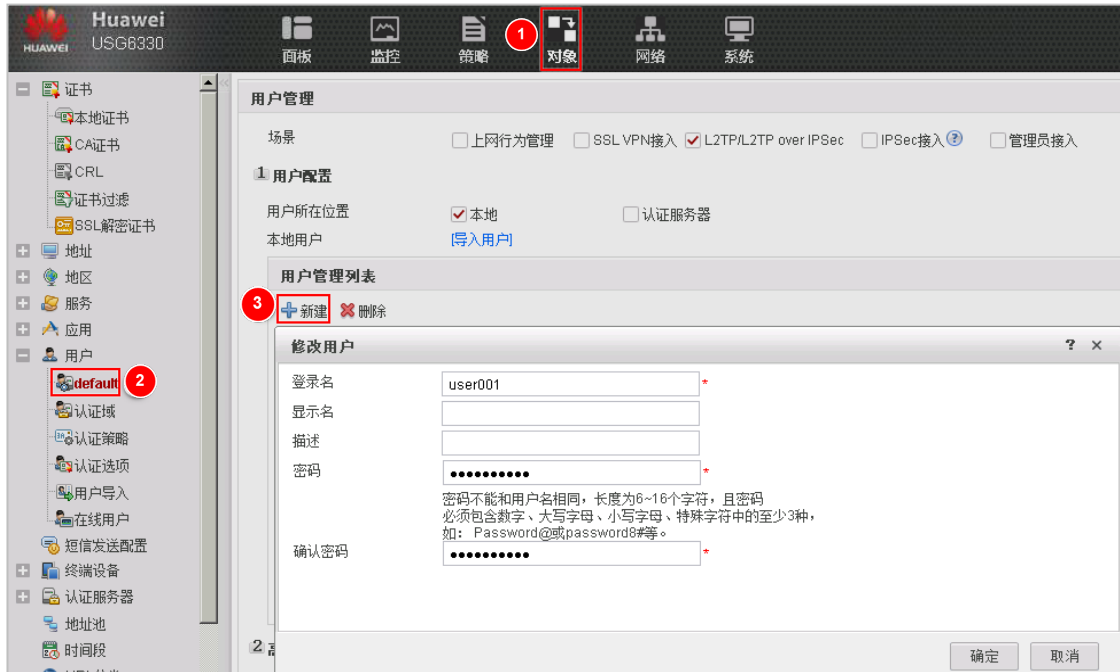 Huawei
USG6330
HUAWEI
面板
监控
策略
1
对象
网络
系统
证书
本地证书
CA证书
CRL
证书过滤
SSL解密证书
地址
地区
服务
应用
用户
default
2
认证域
认证策略
认证选项
用户导入
在线用户
短信发送配置
终端设备
认证服务器
地址池
时间段
用户管理
场景 上网行为管理 SSL VPN接入 L2TP/L2TP over IPSec IPSec接入 ? 管理员接入
1 用户配置
用户所在位置 本地 认证服务器
本地用户 [导入用户]
用户管理列表
3 新建 删除
修改用户 ? ×
登录名 user001 *
显示名
描述
密码 •••••••••• *
密码不能和用户名相同，长度为6~16个字符，且密码
必须包含数字、大写字母、小写字母、特殊字符中的至少3种，
如: Password@或password8#等。
确认密码 •••••••••• *
2
确定 取消